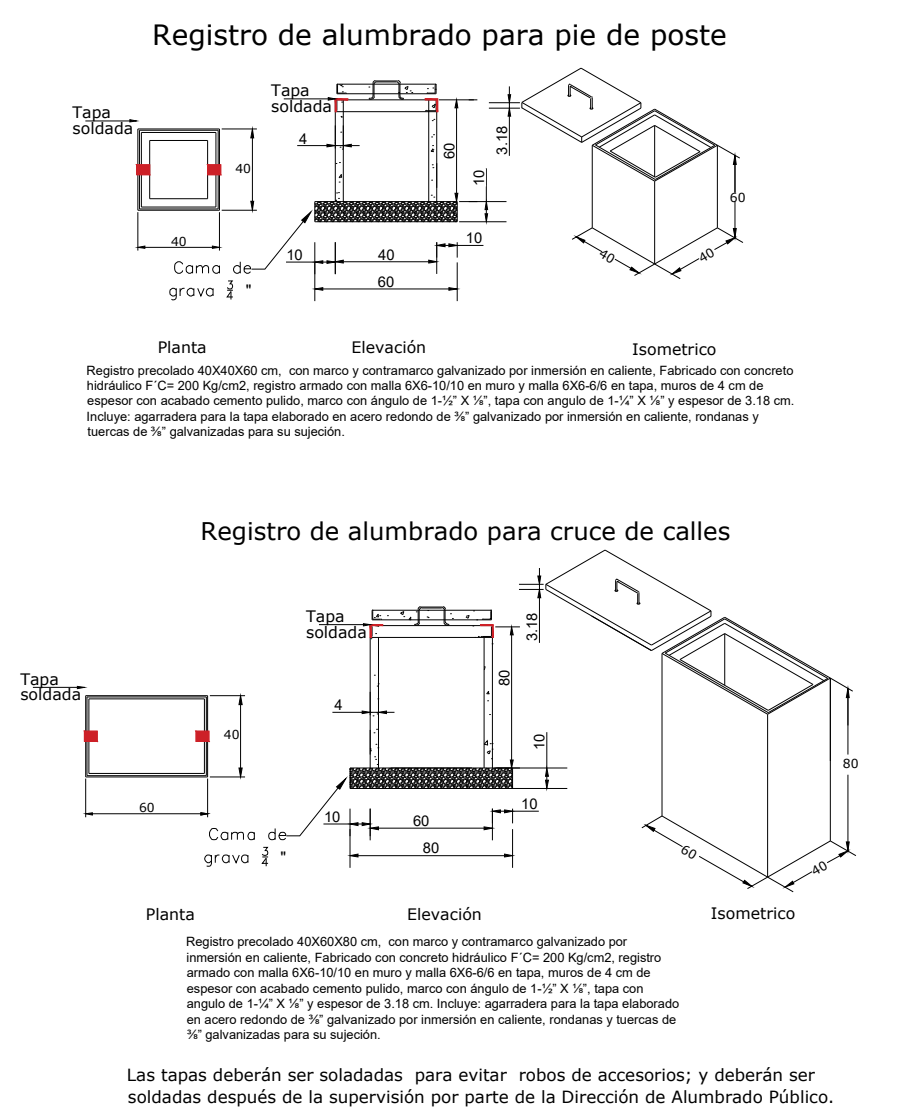 Registro de alumbrado para pie de poste
Tapa
soldada
40
40
Tapa
soldada
4
60
10
10
10
40
60
Cama de
grava 3/4 "
3.18
60
40
40
Planta
Elevación
Isometrico
Registro precolado 40X40X60 cm, con marco y contramarco galvanizado por inmersión en caliente, Fabricado con concreto
hidráulico F´C= 200 Kg/cm2, registro armado con malla 6X6-10/10 en muro y malla 6X6-6/6 en tapa, muros de 4 cm de
espesor con acabado cemento pulido, marco con ángulo de 1-½” X ⅛”, tapa con angulo de 1-¼” X ⅛” y espesor de 3.18 cm.
Incluye: agarradera para la tapa elaborado en acero redondo de ⅜” galvanizado por inmersión en caliente, rondanas y
tuercas de ⅜” galvanizadas para su sujeción.
Registro de alumbrado para cruce de calles
Tapa
soldada
40
60
Tapa
soldada
4
80
10
10
10
60
80
Cama de
grava 3/4 "
3.18
80
60
40
Planta
Elevación
Isometrico
Registro precolado 40X60X80 cm, con marco y contramarco galvanizado por
inmersión en caliente, Fabricado con concreto hidráulico F´C= 200 Kg/cm2, registro
armado con malla 6X6-10/10 en muro y malla 6X6-6/6 en tapa, muros de 4 cm de
espesor con acabado cemento pulido, marco con ángulo de 1-½” X ⅛”, tapa con
angulo de 1-¼” X ⅛” y espesor de 3.18 cm. Incluye: agarradera para la tapa elaborado
en acero redondo de ⅜” galvanizado por inmersión en caliente, rondanas y tuercas de
⅜” galvanizadas para su sujeción.
Las tapas deberán ser soladadas para evitar robos de accesorios; y deberán ser
soldadas después de la supervisión por parte de la Dirección de Alumbrado Público.